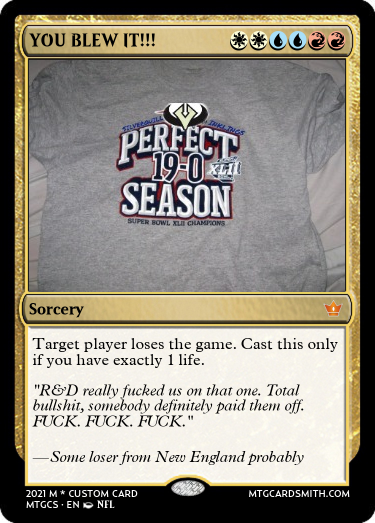 YOU BLEW IT!!!
PERFECT
19-0
XLII
SEASON
SUPER BOWL XLII CHAMPIONS
Sorcery
Target player loses the game. Cast this only
if you have exactly 1 life.
"R&D really fucked us on that one. Total
bullshit, somebody definitely paid them off.
FUCK. FUCK. FUCK."
—Some loser from New England probably
2021 M * CUSTOM CARD
MTGCS · EN NFL
MTGCARDSMITH.COM